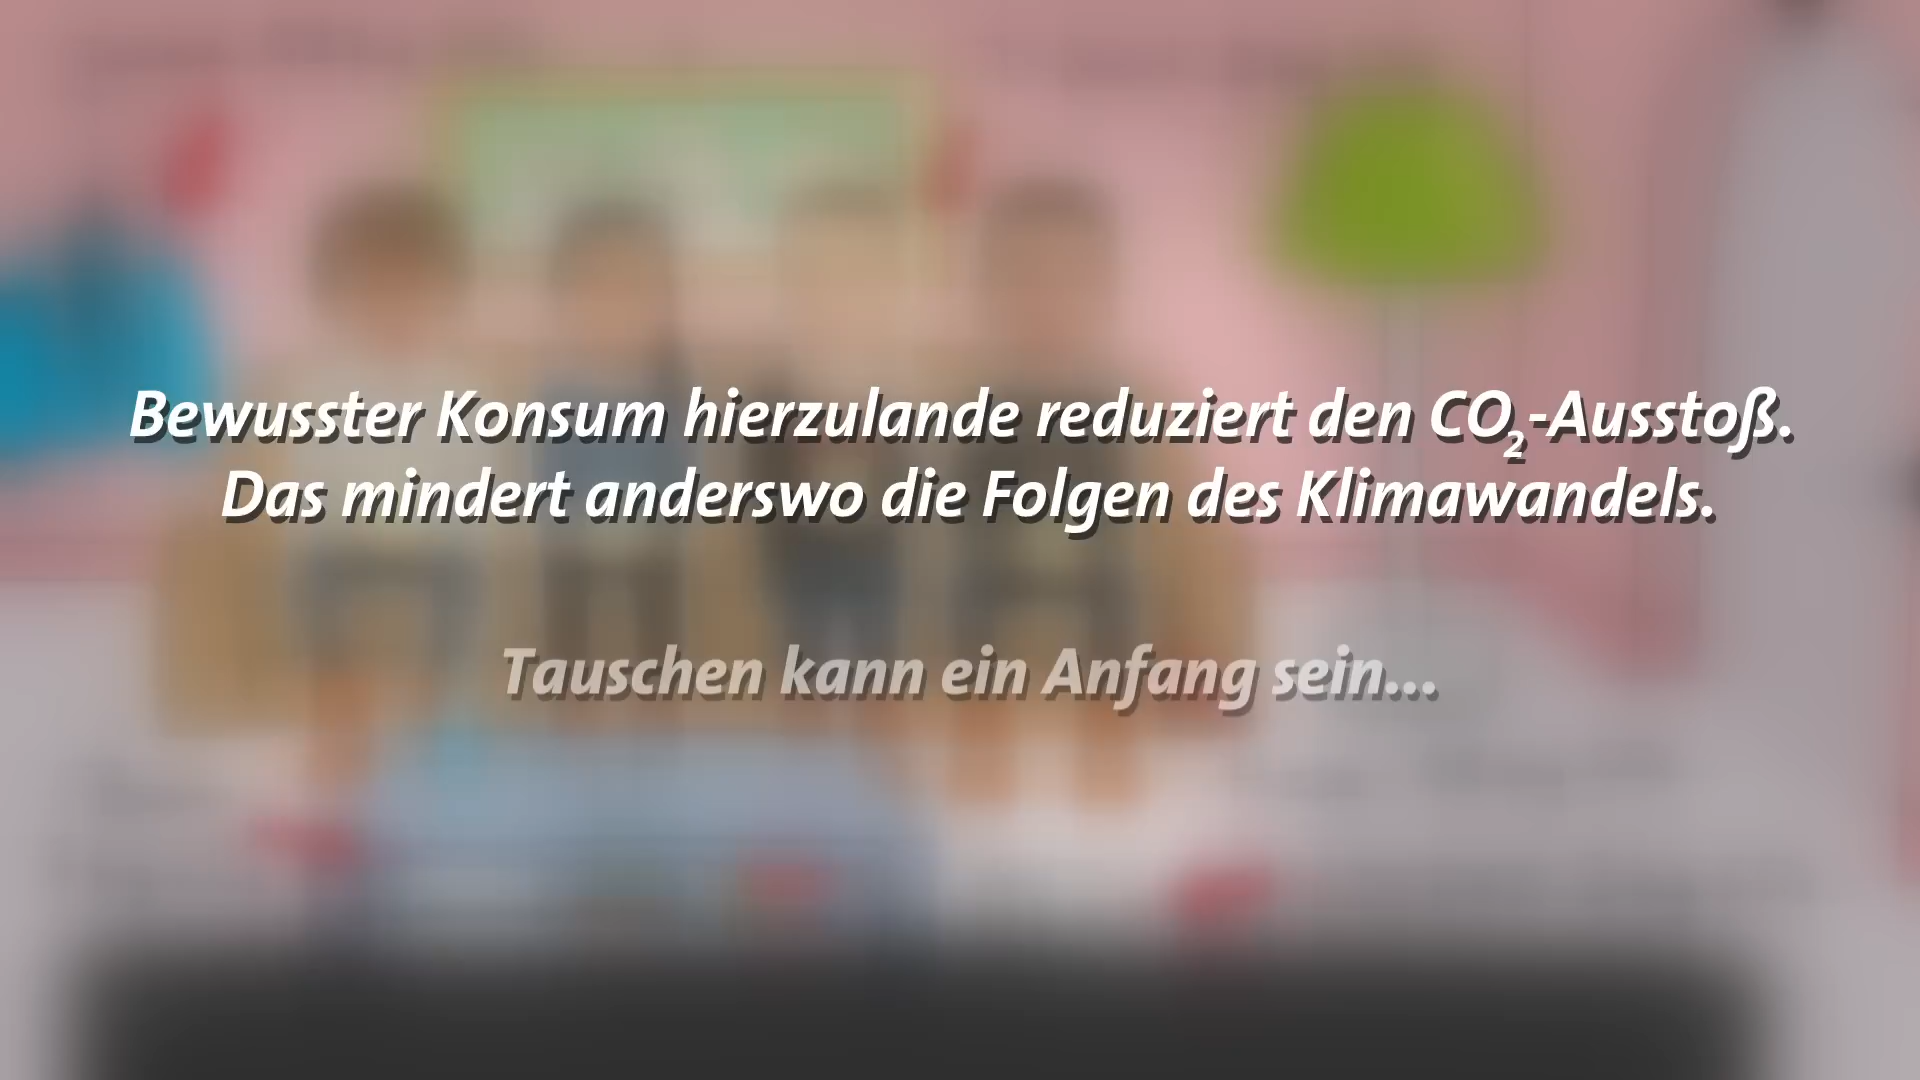 Bewusster Konsum hierzulande reduziert den CO₂-Ausstoß.
Das mindert anderswo die Folgen des Klimawandels.
Tauschen kann ein Anfang sein...